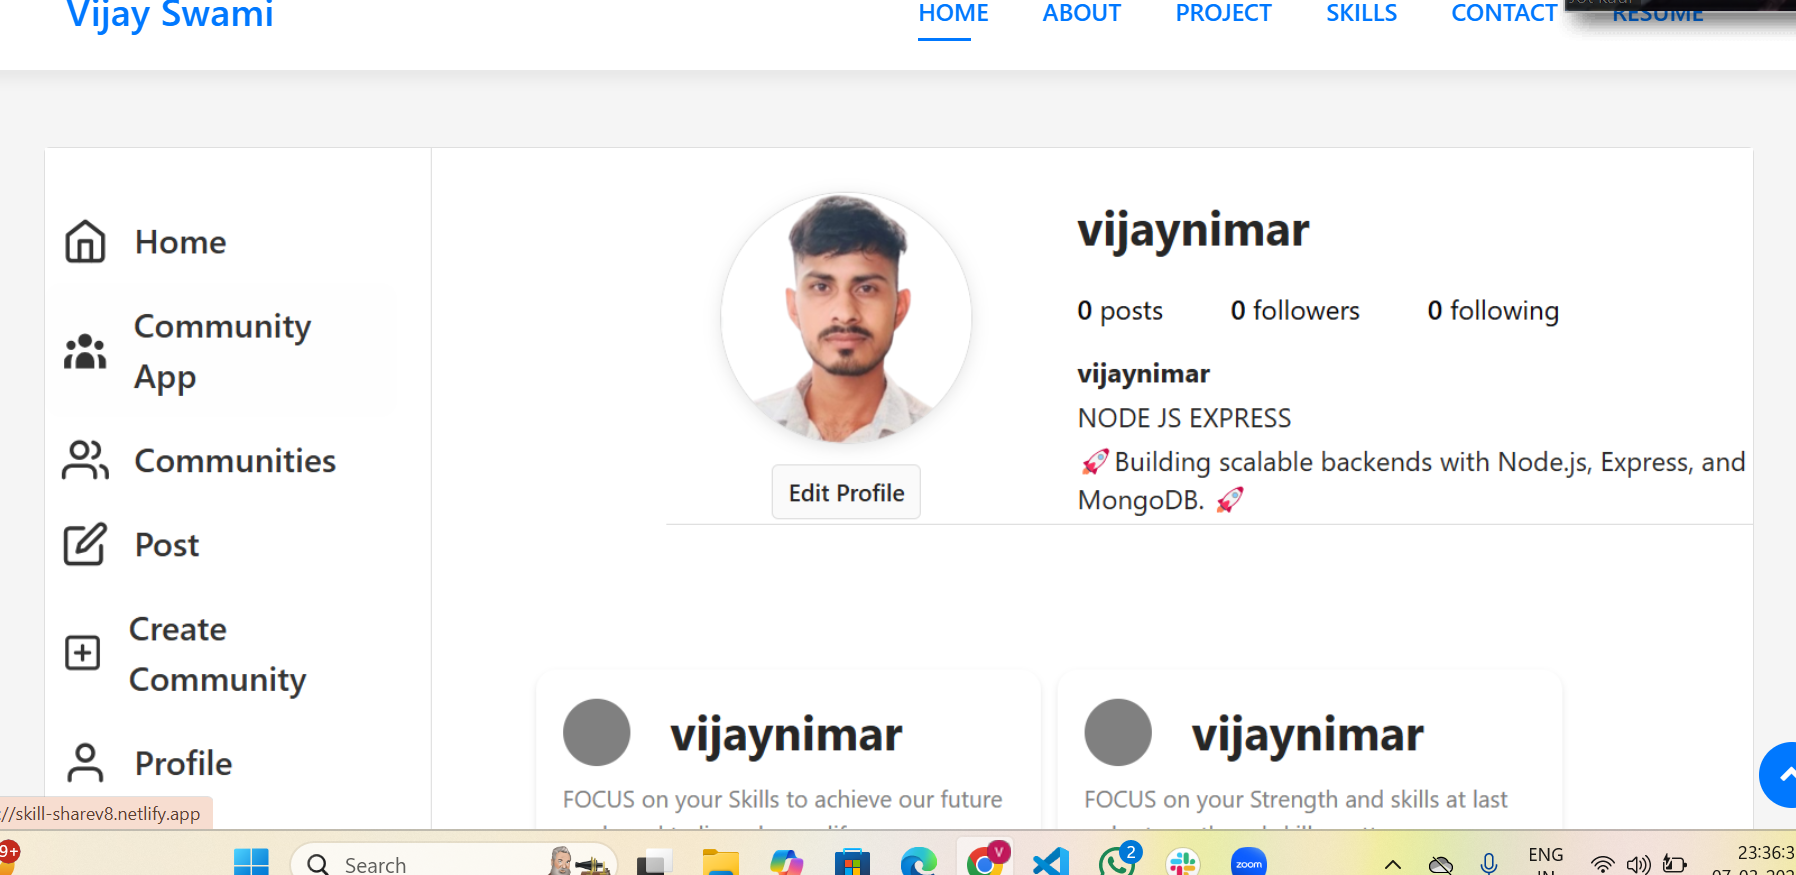 Vijay Swami
HOME ABOUT PROJECT SKILLS CONTACT RESUME
Home
Community
App
Communities
Post
Create
Community
Profile
vijaynimar
0 posts 0 followers 0 following
vijaynimar
NODE JS EXPRESS
🚀Building scalable backends with Node.js, Express, and
MongoDB. 🚀
Edit Profile
vijaynimar
FOCUS on your Skills to achieve our future
vijaynimar
FOCUS on your Strength and skills at last
://skill-sharev8.netlify.app
9+
Search
V
2
zoom
ENG
23:36:3